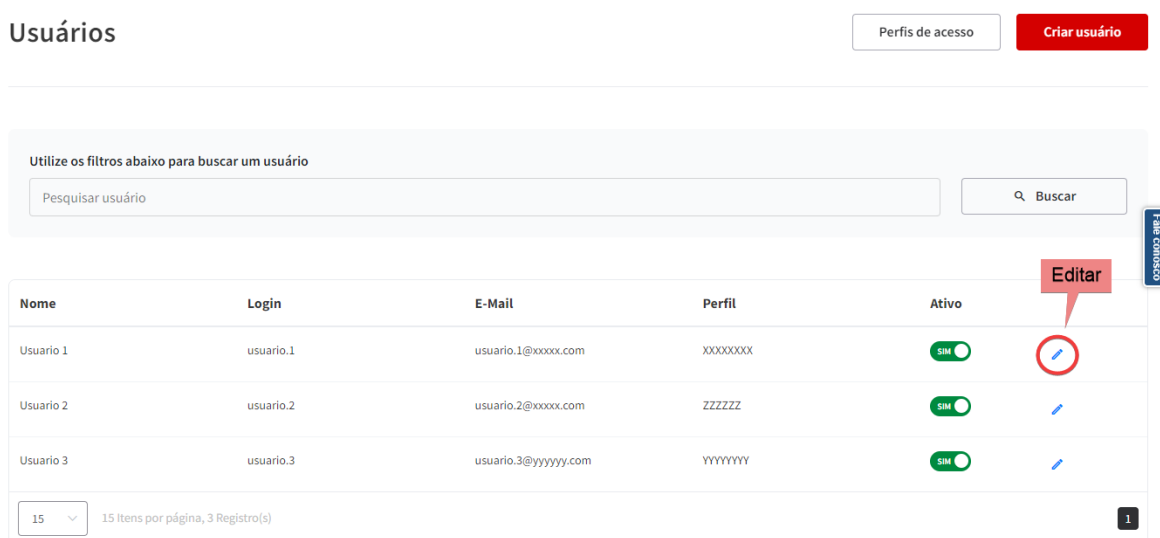 Usuários
Perfis de acesso
Criar usuário
Utilize os filtros abaixo para buscar um usuário
Pesquisar usuário
Buscar
Fale conosco
Editar
Nome Login E-Mail Perfil Ativo
Usuario 1 usuario.1 usuario.1@xxxxx.com XXXXXXXX SIM
Usuario 2 usuario.2 usuario.2@xxxxx.com ZZZZZZ SIM
Usuario 3 usuario.3 usuario.3@yyyyyy.com YYYYYYYY SIM
15 15 Itens por página, 3 Registro(s) 1